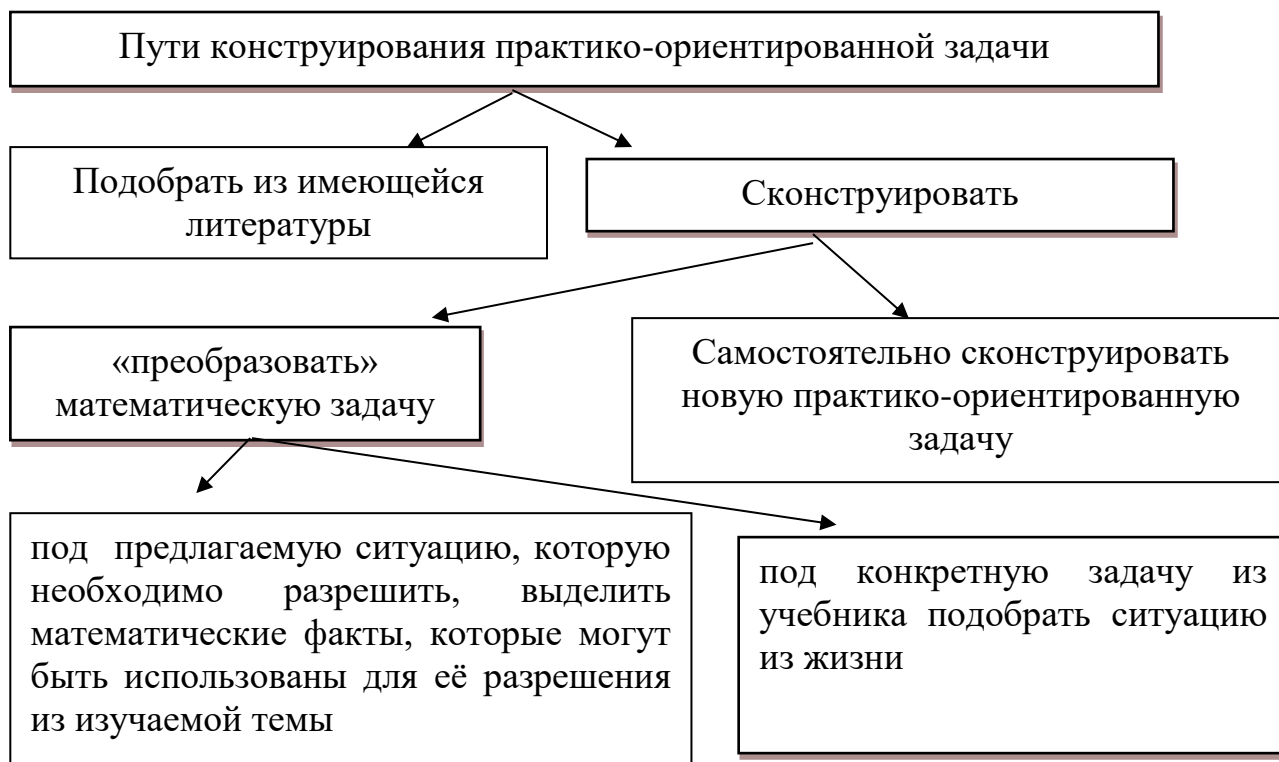 Пути конструирования практико-ориентированной задачи
Подобрать из имеющейся
литературы
Сконструировать
«преобразовать»
математическую задачу
Самостоятельно сконструировать
новую практико-ориентированную
задачу
под предлагаемую ситуацию, которую
необходимо разрешить, выделить
математические факты, которые могут
быть использованы для её разрешения
из изучаемой темы
под конкретную задачу из
учебника подобрать ситуацию
из жизни